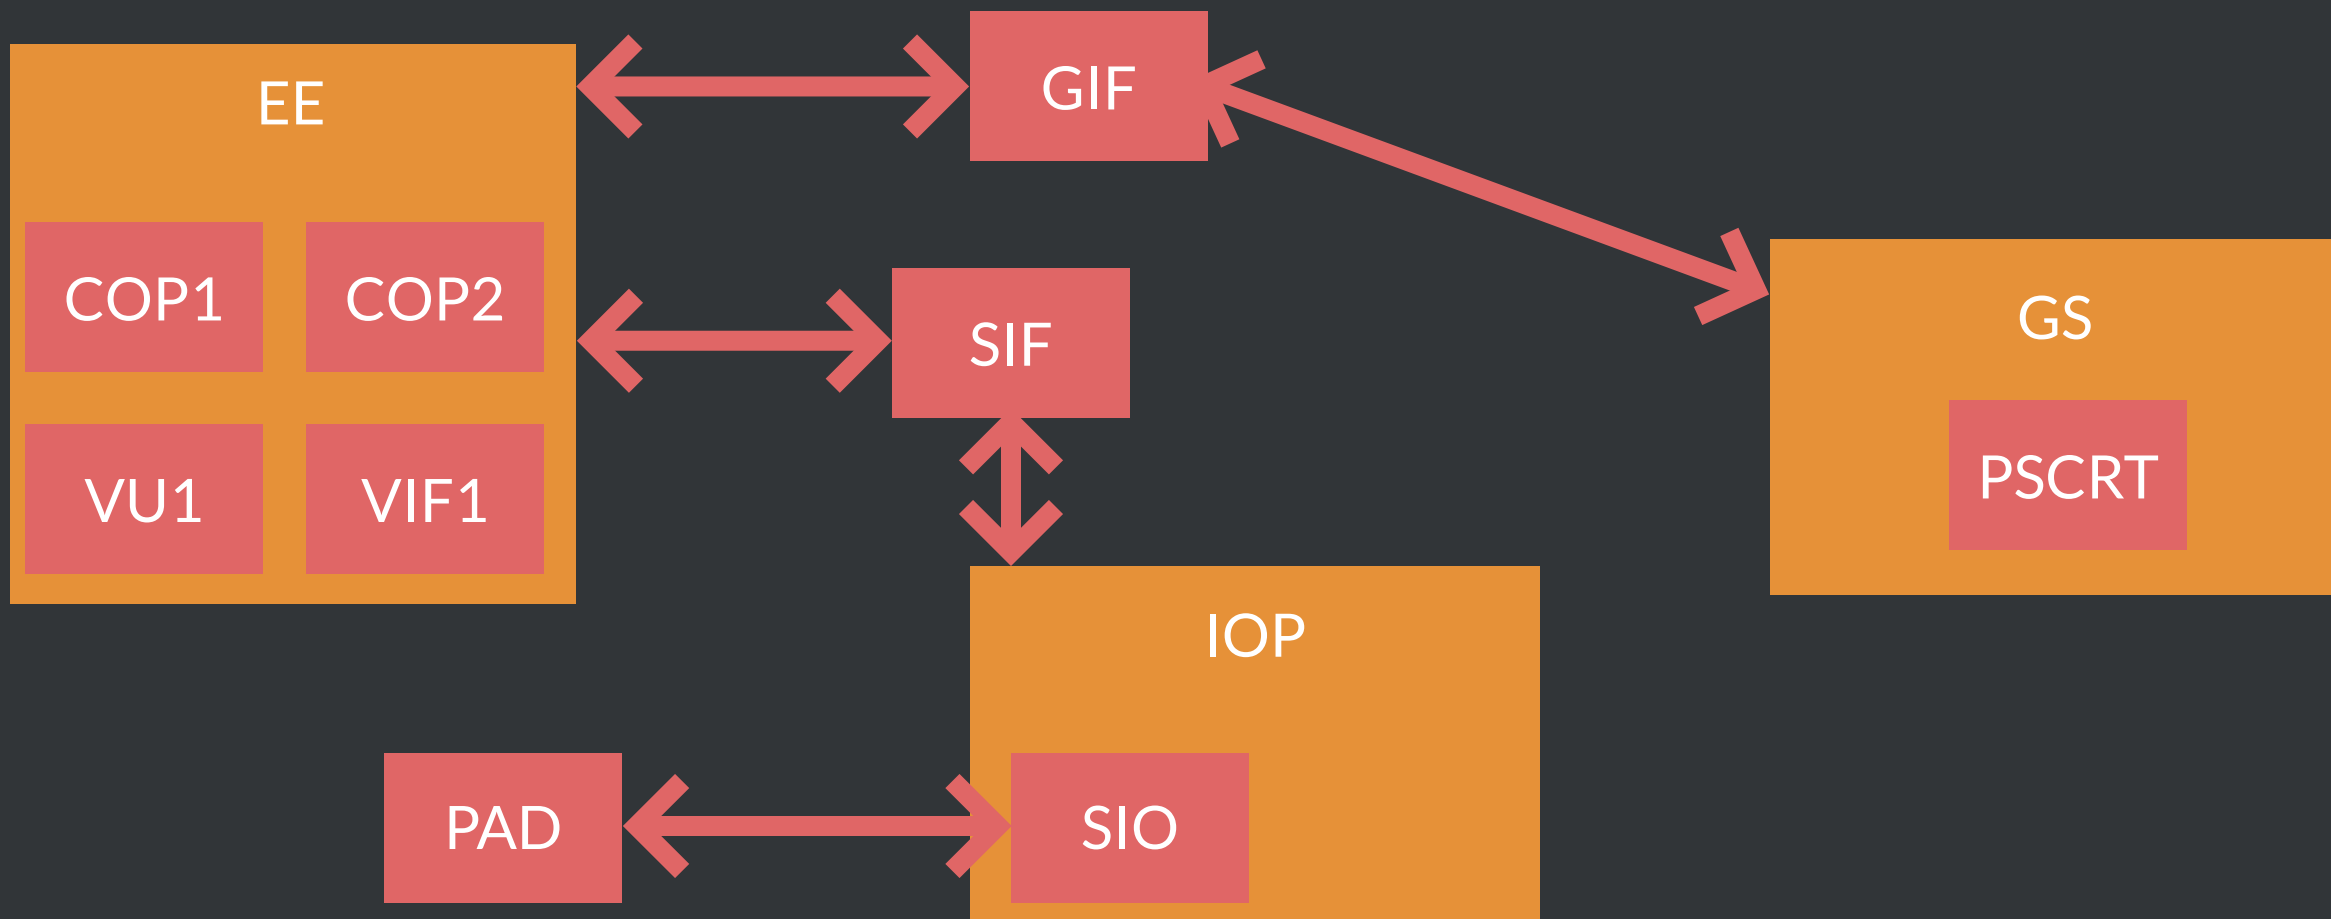 EE
GIF
COP1
COP2
SIF
GS
VU1
VIF1
PSCRT
IOP
PAD
SIO